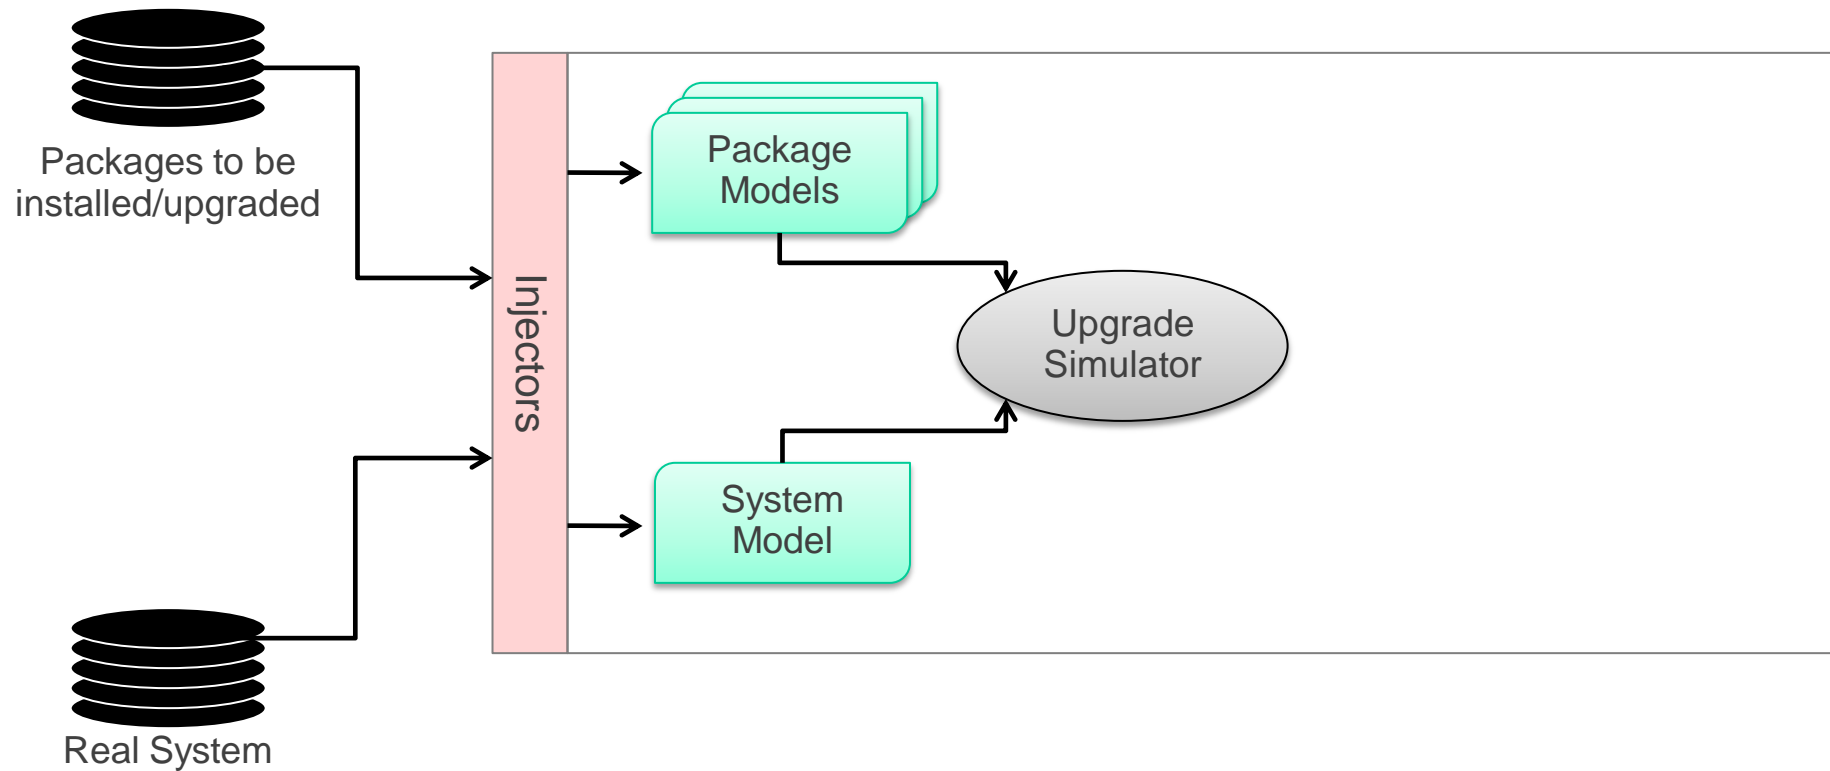 Packages to be
installed/upgraded
Injectors
Package
Models
Upgrade
Simulator
System
Model
Real System